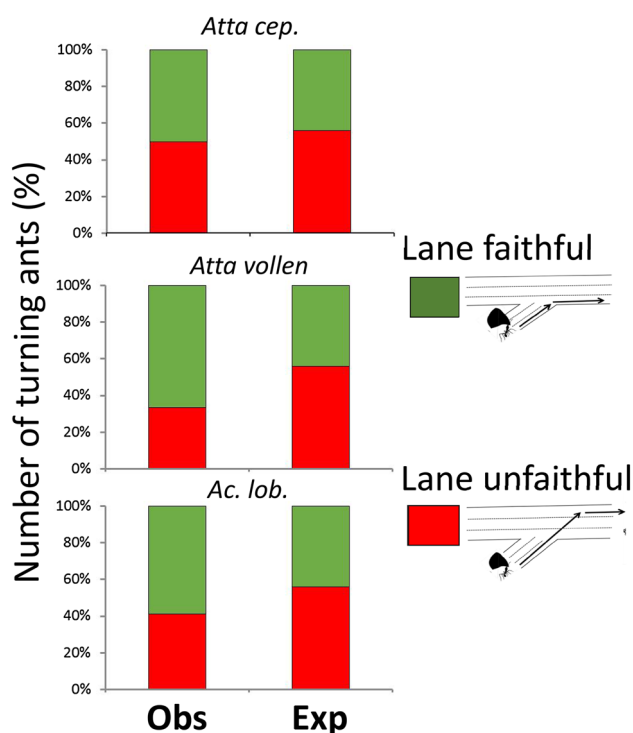 Atta cep.
100%
80%
60%
40%
20%
0%
Number of turning ants (%)
Atta vollen
100%
80%
60%
40%
20%
0%
Lane faithful
Ac. lob.
100%
80%
60%
40%
20%
0%
Lane unfaithful
Obs Exp